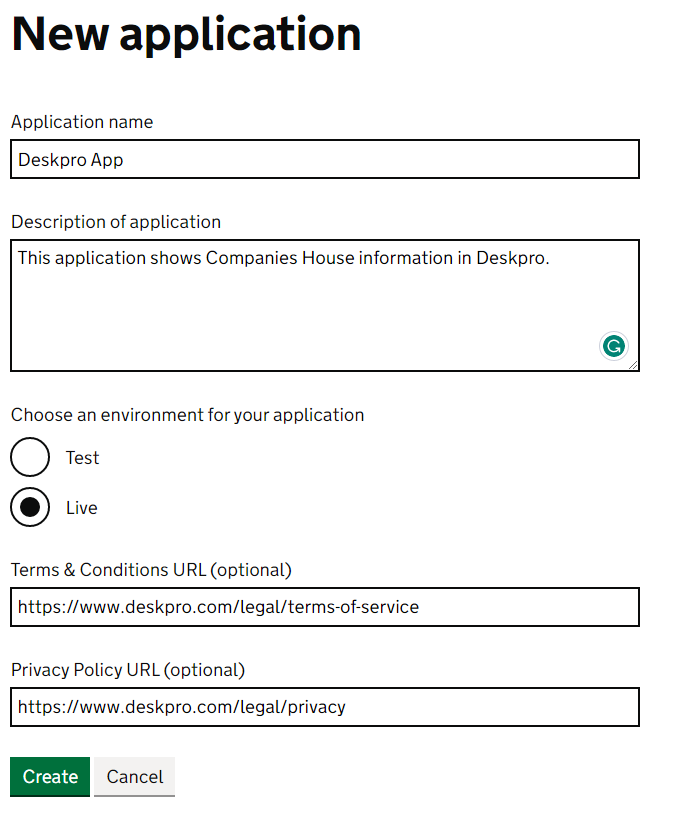 New application
Application name
Deskpro App
Description of application
This application shows Companies House information in Deskpro.
Choose an environment for your application
Test
Live
Terms & Conditions URL (optional)
https://www.deskpro.com/legal/terms-of-service
Privacy Policy URL (optional)
https://www.deskpro.com/legal/privacy
Create Cancel